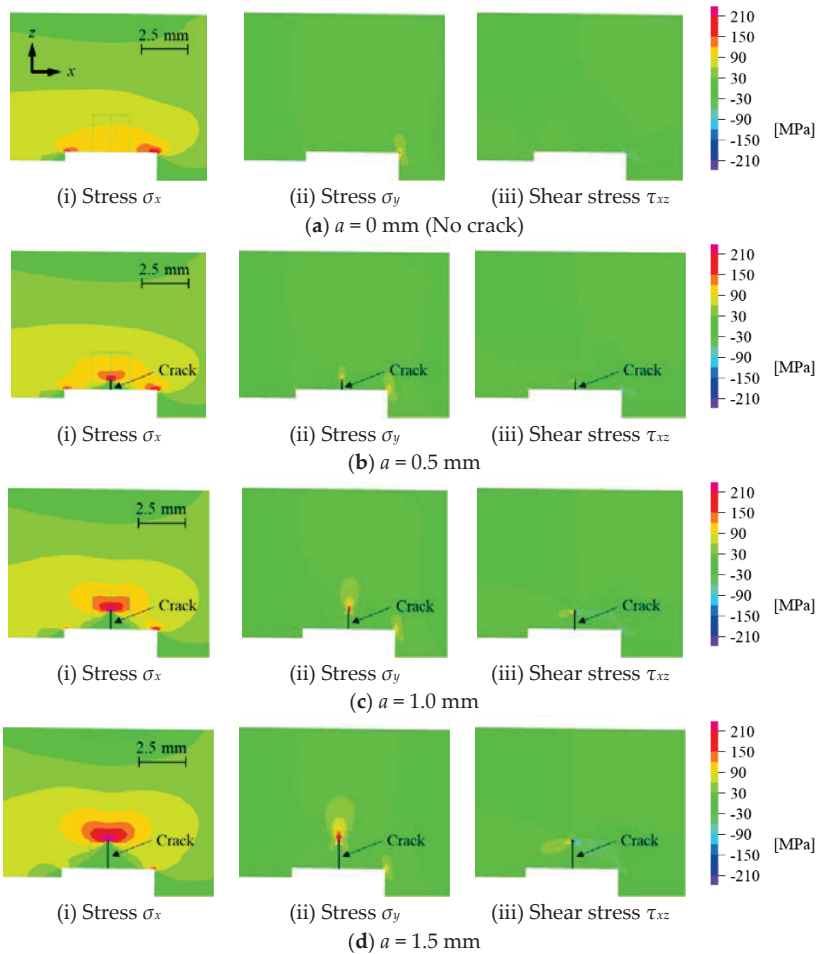 z
x
2.5 mm
210
150
90
30
-30
-90
-150
-210
[MPa]
(i) Stress σx
(ii) Stress σy
(iii) Shear stress τxz
(a) a = 0 mm (No crack)
2.5 mm
Crack
Crack
Crack
210
150
90
30
-30
-90
-150
-210
[MPa]
(i) Stress σx
(ii) Stress σy
(iii) Shear stress τxz
(b) a = 0.5 mm
2.5 mm
Crack
Crack
Crack
210
150
90
30
-30
-90
-150
-210
[MPa]
(i) Stress σx
(ii) Stress σy
(iii) Shear stress τxz
(c) a = 1.0 mm
2.5 mm
Crack
Crack
Crack
210
150
90
30
-30
-90
-150
-210
[MPa]
(i) Stress σx
(ii) Stress σy
(iii) Shear stress τxz
(d) a = 1.5 mm